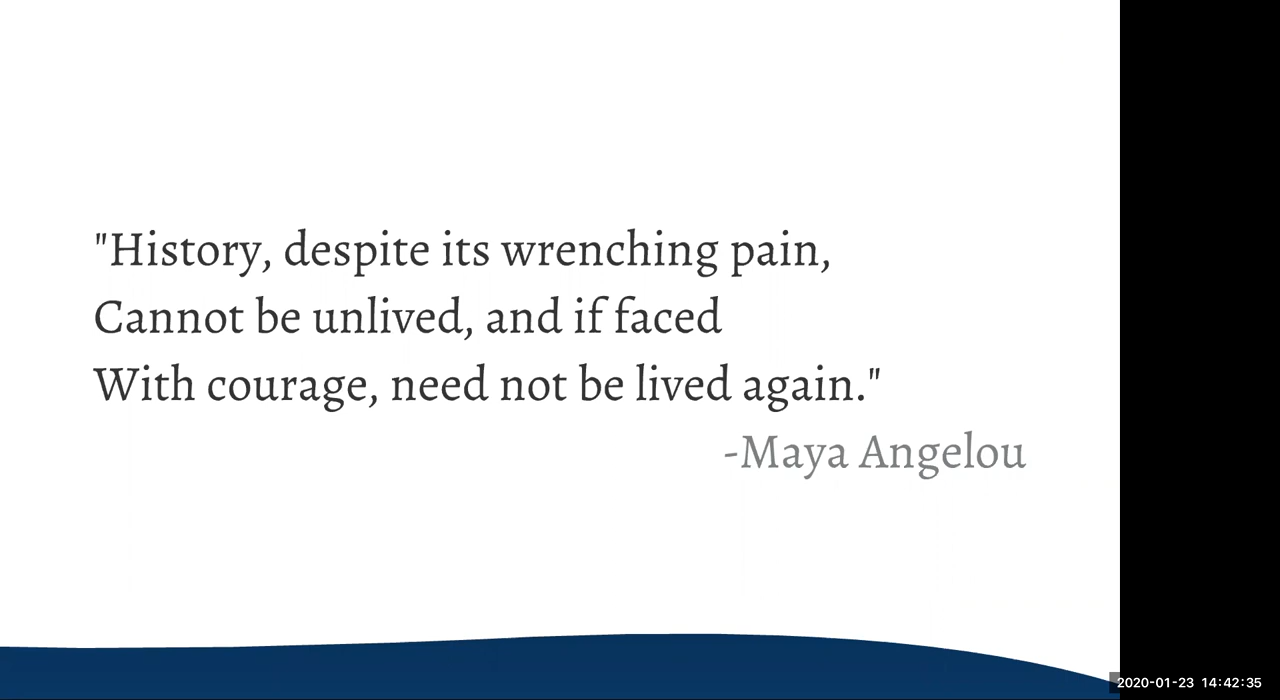 "History, despite its wrenching pain,
Cannot be unlived, and if faced
With courage, need not be lived again."
-Maya Angelou
2020-01-23 14:42:35